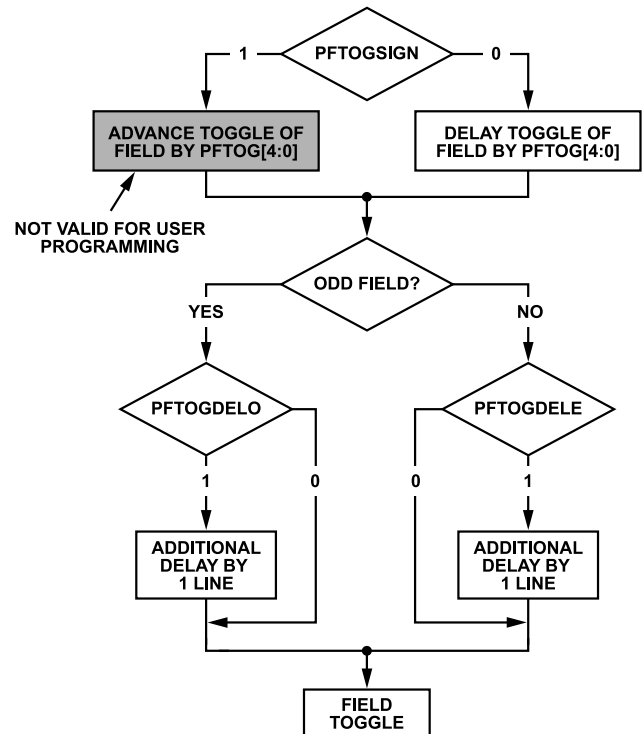 PFTOGSIGN
1
0
ADVANCE TOGGLE OF
FIELD BY PFTOG[4:0]
DELAY TOGGLE OF
FIELD BY PFTOG[4:0]
NOT VALID FOR USER
PROGRAMMING
ODD FIELD?
YES
NO
PFTOGDELO
PFTOGDELE
1
0
0
1
ADDITIONAL
DELAY BY
1 LINE
ADDITIONAL
DELAY BY
1 LINE
FIELD
TOGGLE